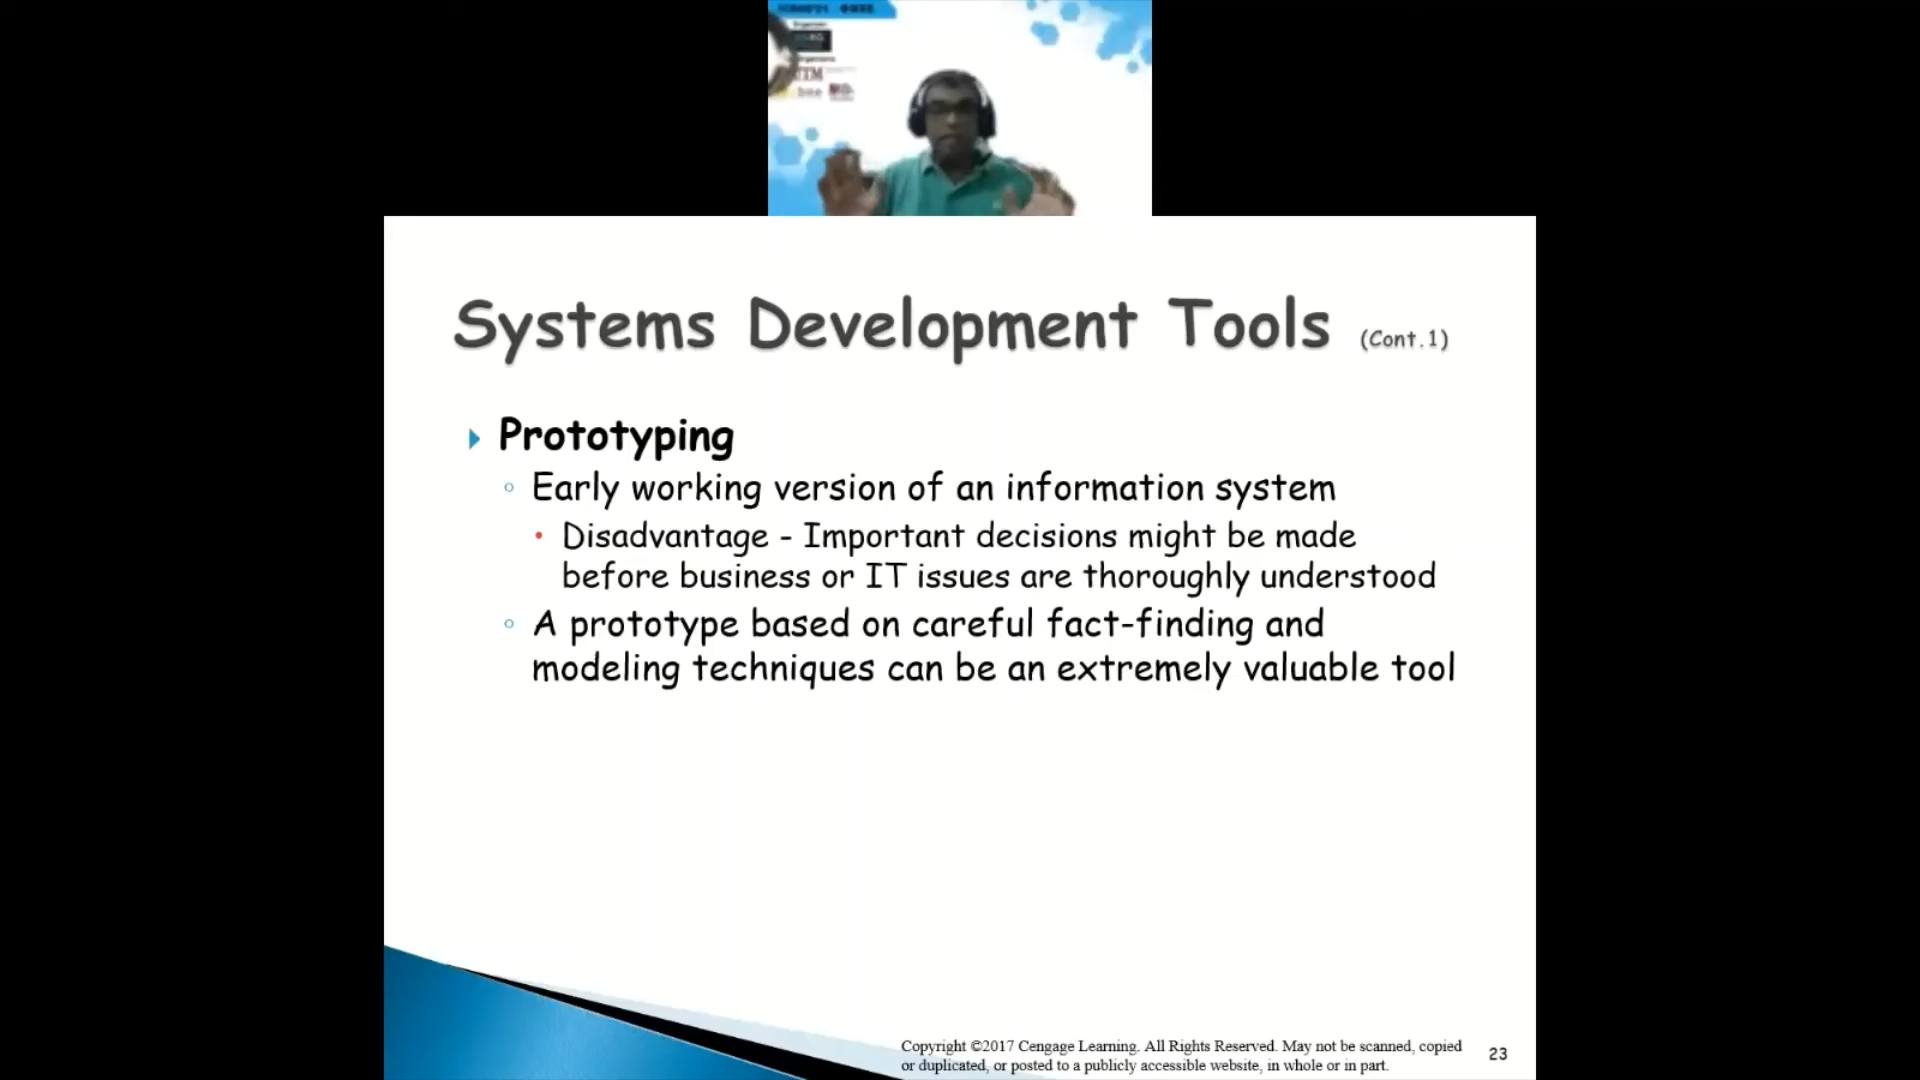 Systems Development Tools (Cont.1)
Prototyping
Early working version of an information system
Disadvantage - Important decisions might be made
before business or IT issues are thoroughly understood
A prototype based on careful fact-finding and
modeling techniques can be an extremely valuable tool
Copyright ©2017 Cengage Learning. All Rights Reserved. May not be scanned, copied
or duplicated, or posted to a publicly accessible website, in whole or in part.
23